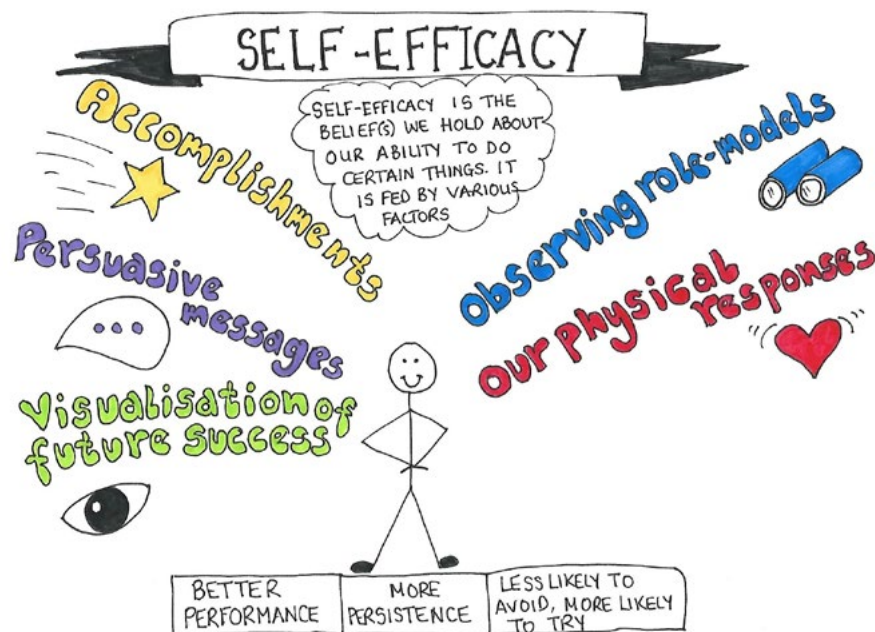 SELF-EFFICACY
SELF-EFFICACY IS THE
BELIEF(S) WE HOLD ABOUT
OUR ABILITY TO DO
CERTAIN THINGS. IT
IS FED BY VARIOUS
FACTORS
Accomplishments
Persuasive
messages
Visualisation of
future success
Observing role-models
our physical
responses
BETTER
PERFORMANCE
MORE
PERSISTENCE
LESS LIKELY TO
AVOID, MORE LIKELY
TO TRY